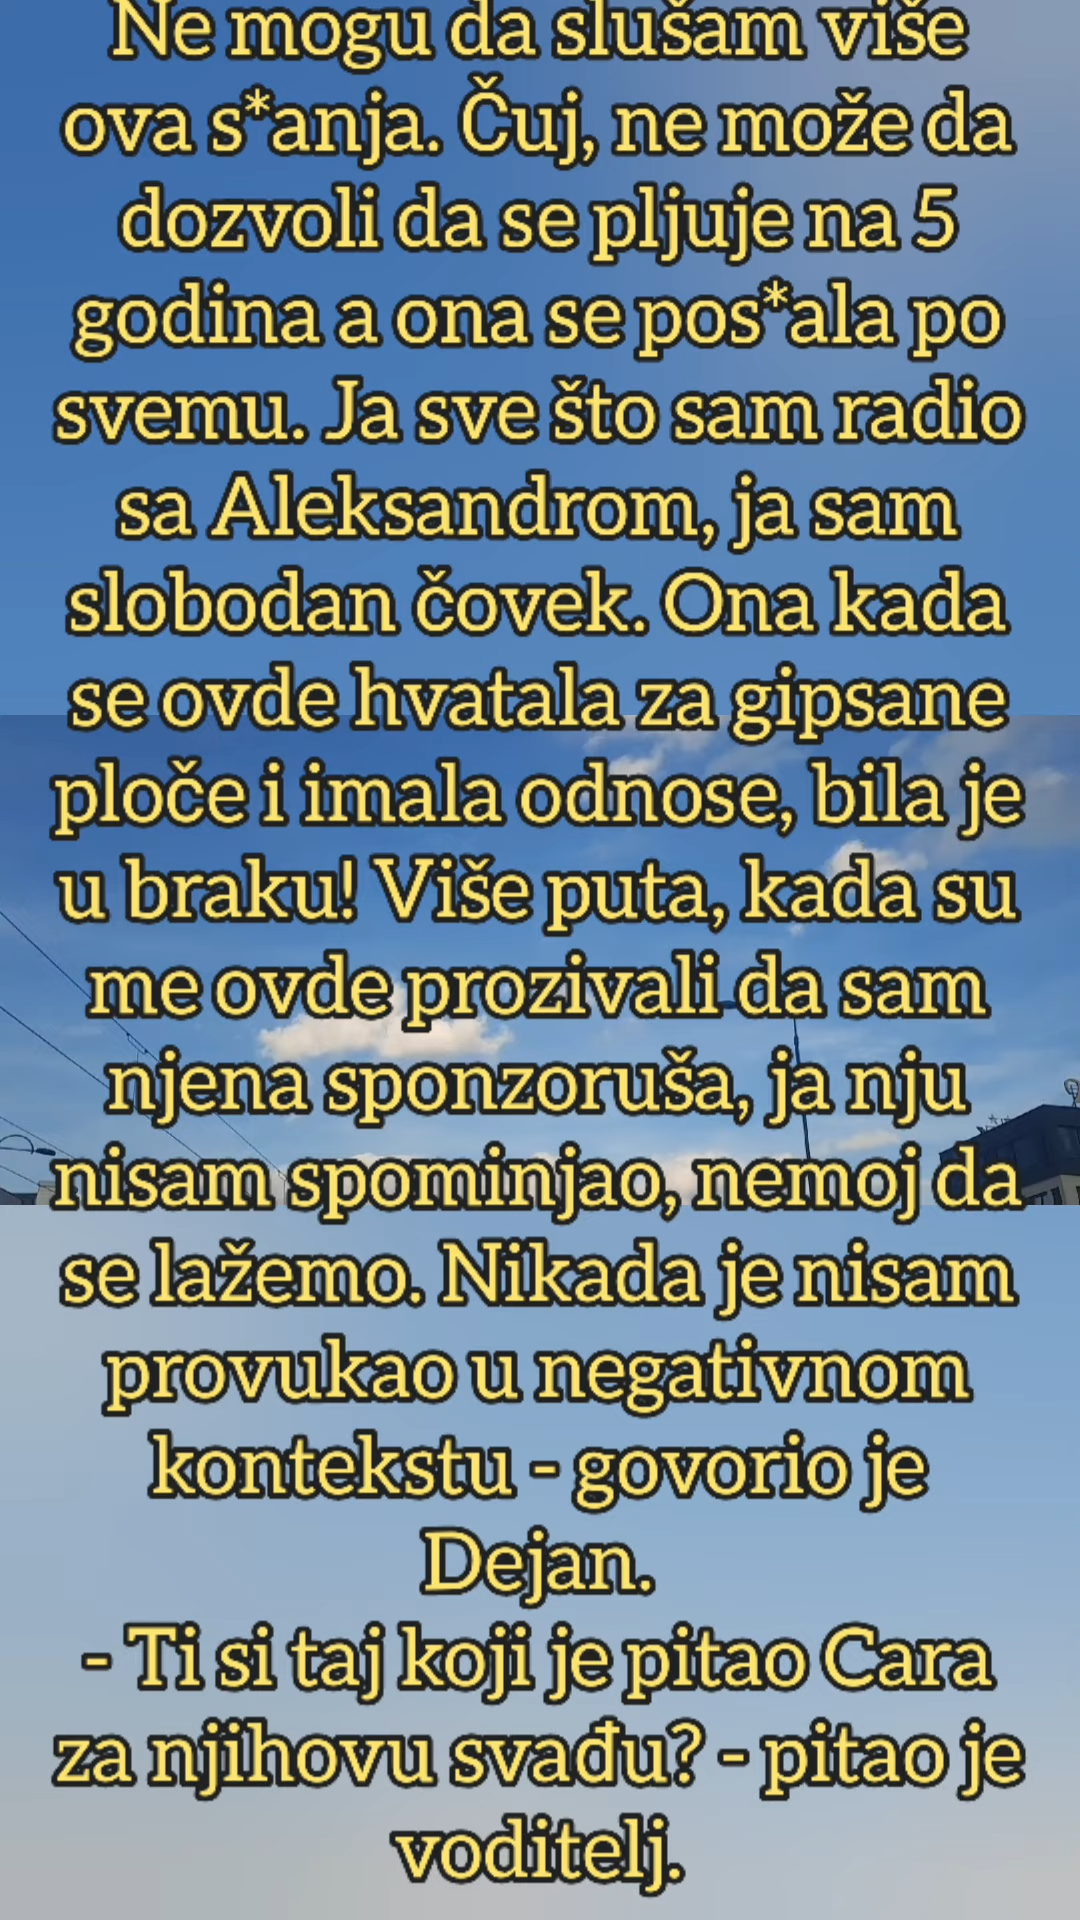 Ne mogu da slušam više
ova s*anja. Čuj, ne može da
dozvoli da se pljuje na 5
godina a ona se pos*ala po
svemu. Ja sve što sam radio
sa Aleksandrom, ja sam
slobodan čovek. Ona kada
se ovde hvatala za gipsane
ploče i imala odnose, bila je
u braku! Više puta, kada su
me ovde prozivali da sam
njena sponzoruša, ja nju
nisam spominjao, nemoj da
se lažemo. Nikada je nisam
provukao u negativnom
kontekstu - govorio je
Dejan.
- Ti si taj koji je pitao Cara
za njihovu svađu? - pitao je
voditelj.